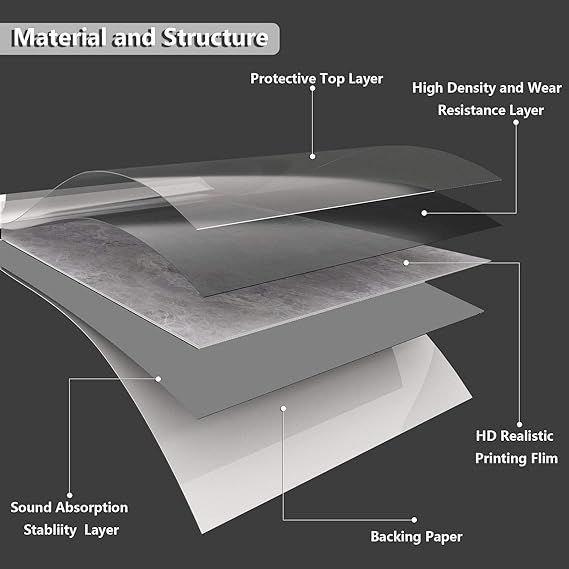 Material and Structure
Protective Top Layer
High Density and Wear
Resistance Layer
HD Realistic
Printing Flim
Sound Absorption
Stabliity Layer
Backing Paper